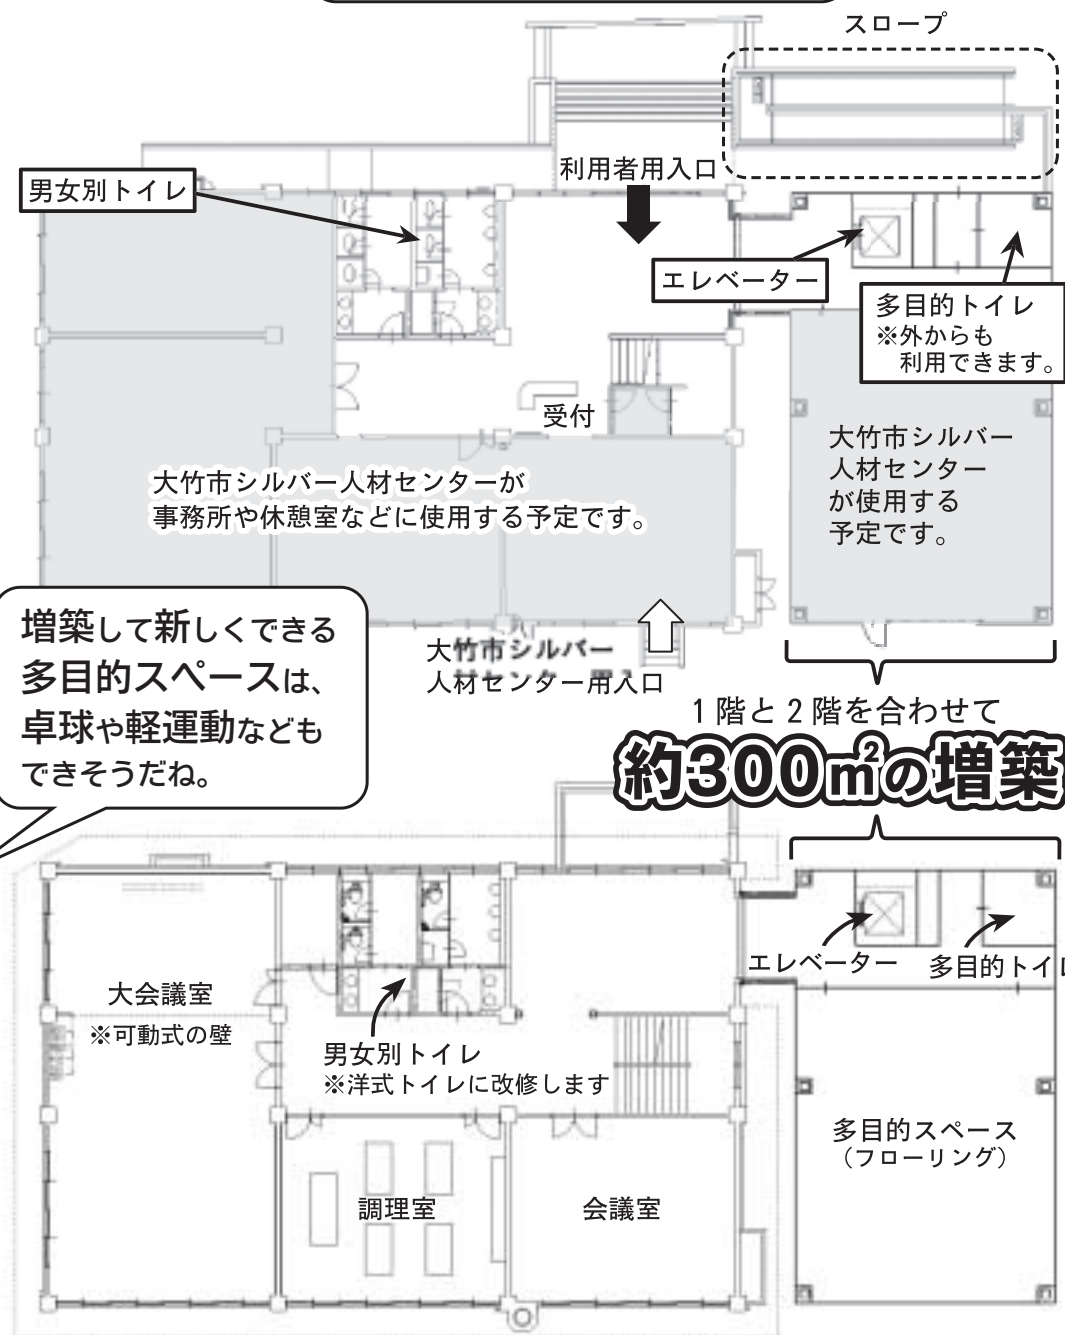 スロープ
利用者用入口
男女別トイレ
エレベーター
多目的トイレ
※外からも
利用できます。
受付
大竹市シルバー人材センターが
事務所や休憩室などに使用する予定です。
大竹市シルバー
人材センター
が使用する
予定です。
増築して新しくできる
多目的スペースは、
卓球や軽運動なども
できそうだね。
大竹市シルバー
人材センター用入口
1階と2階を合わせて
約300㎡の増築
エレベーター
多目的トイレ
大会議室
※可動式の壁
男女別トイレ
※洋式トイレに改修します
多目的スペース
（フローリング）
調理室
会議室